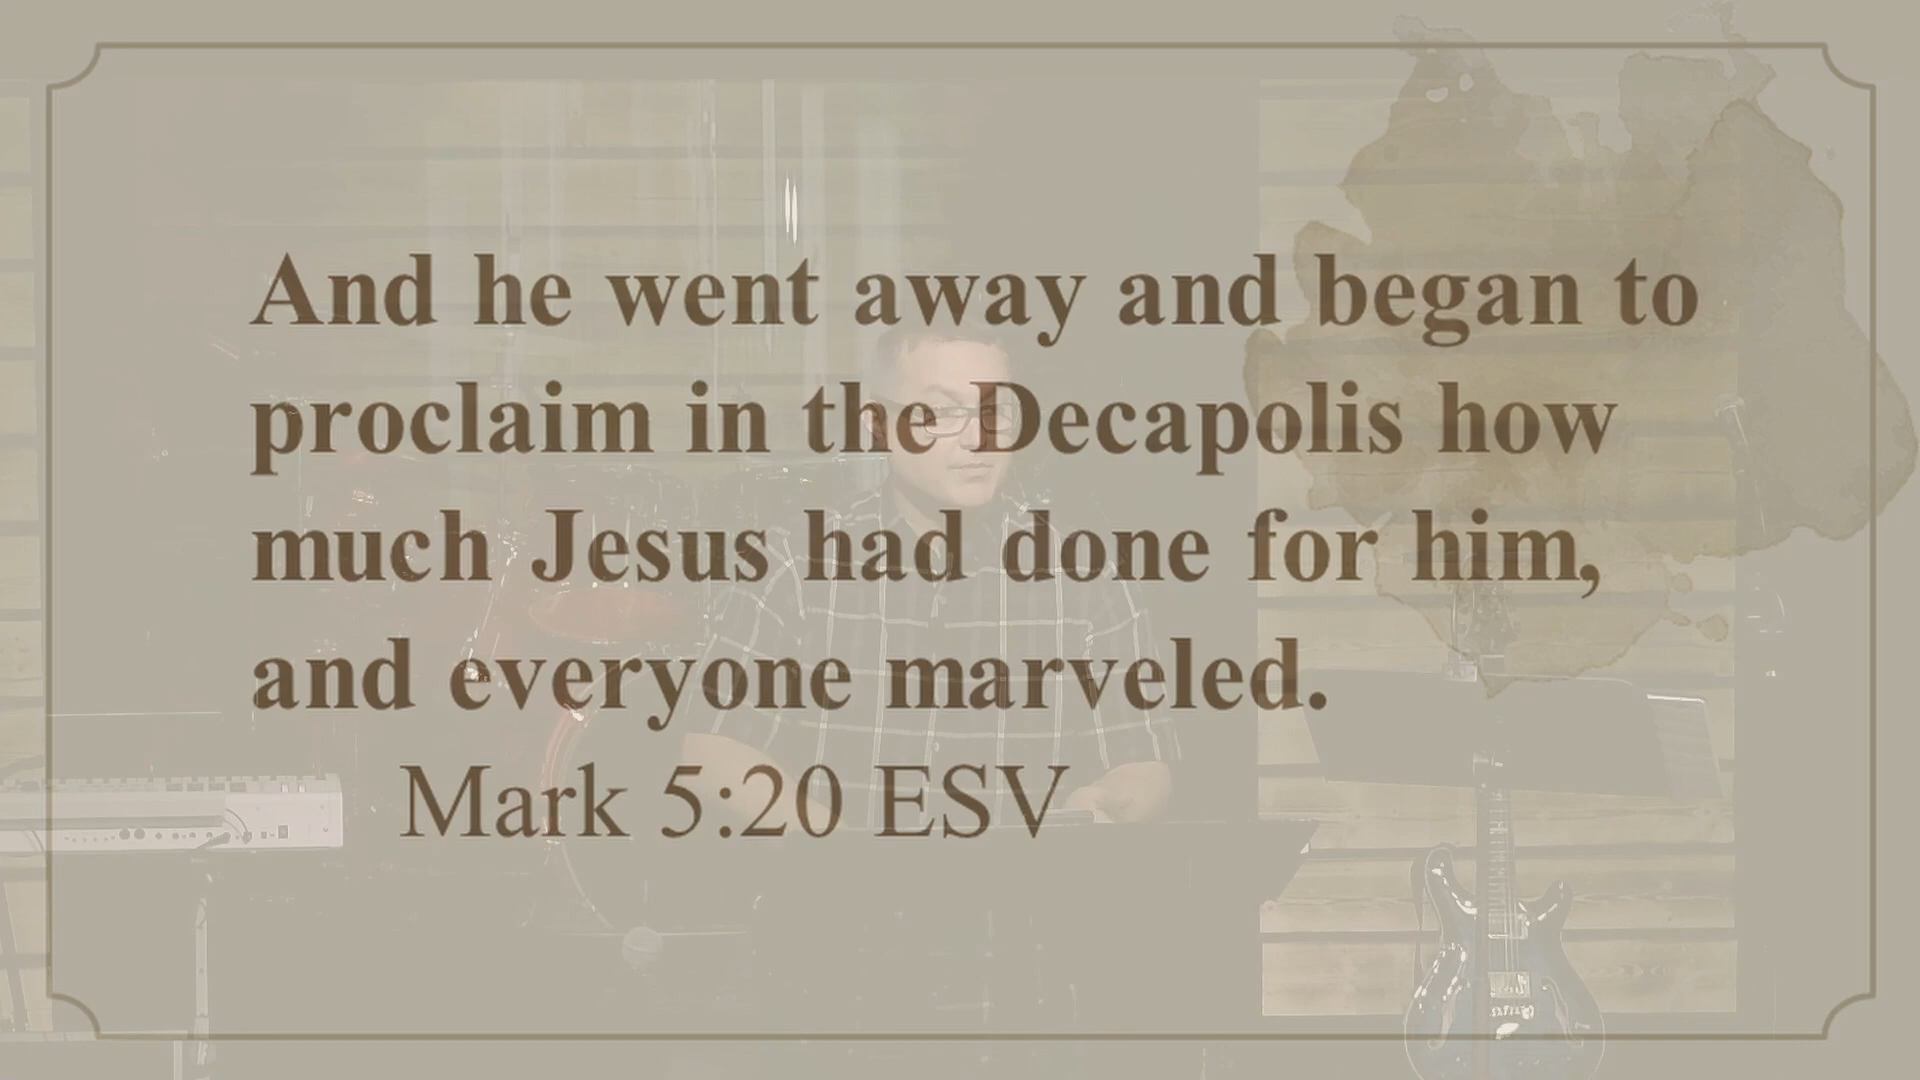 And he went away and began to
proclaim in the Decapolis how
much Jesus had done for him,
and everyone marveled.
Mark 5:20 ESV